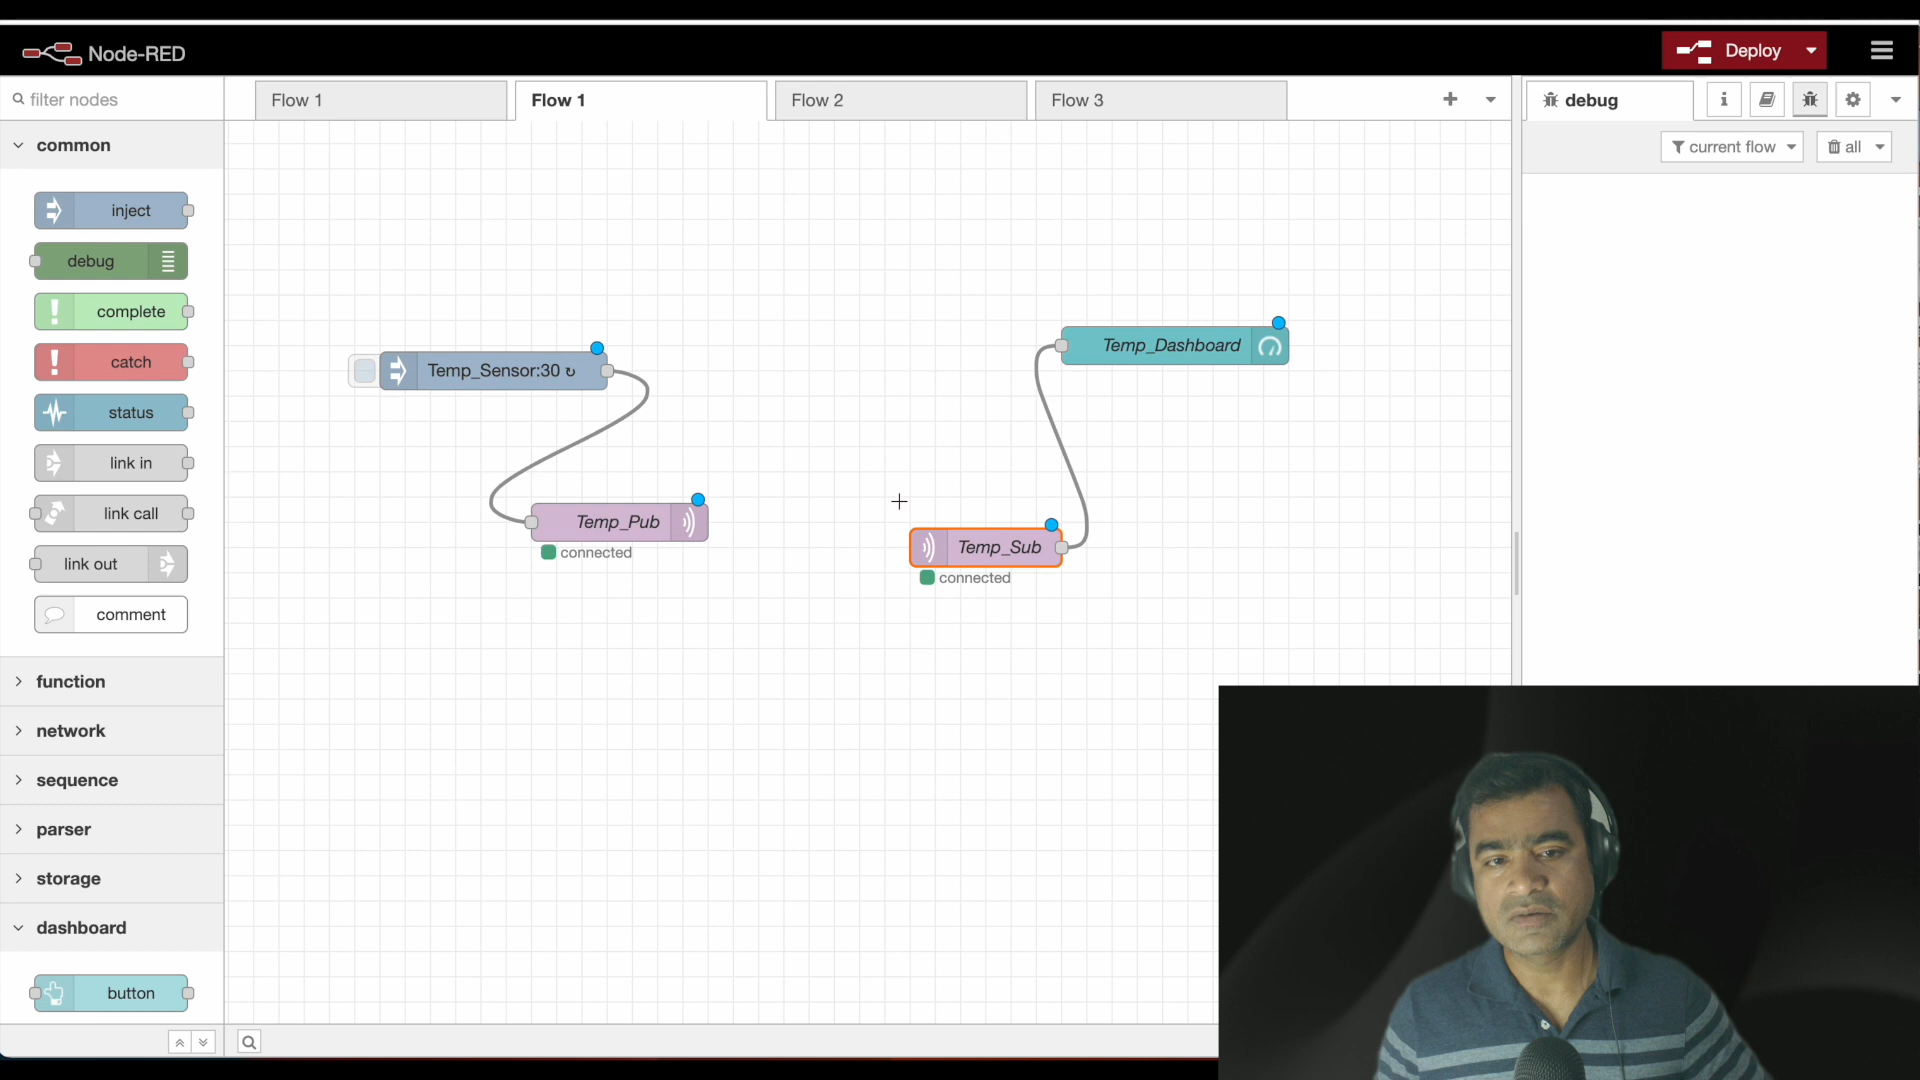 Node-RED
Deploy
filter nodes
Flow 1
Flow 1
Flow 2
Flow 3
debug
i
current flow
all
common
inject
debug
complete
catch
status
link in
link call
link out
comment
function
network
sequence
parser
storage
dashboard
button
Temp_Sensor:30 ↻
Temp_Pub
connected
Temp_Dashboard
Temp_Sub
connected